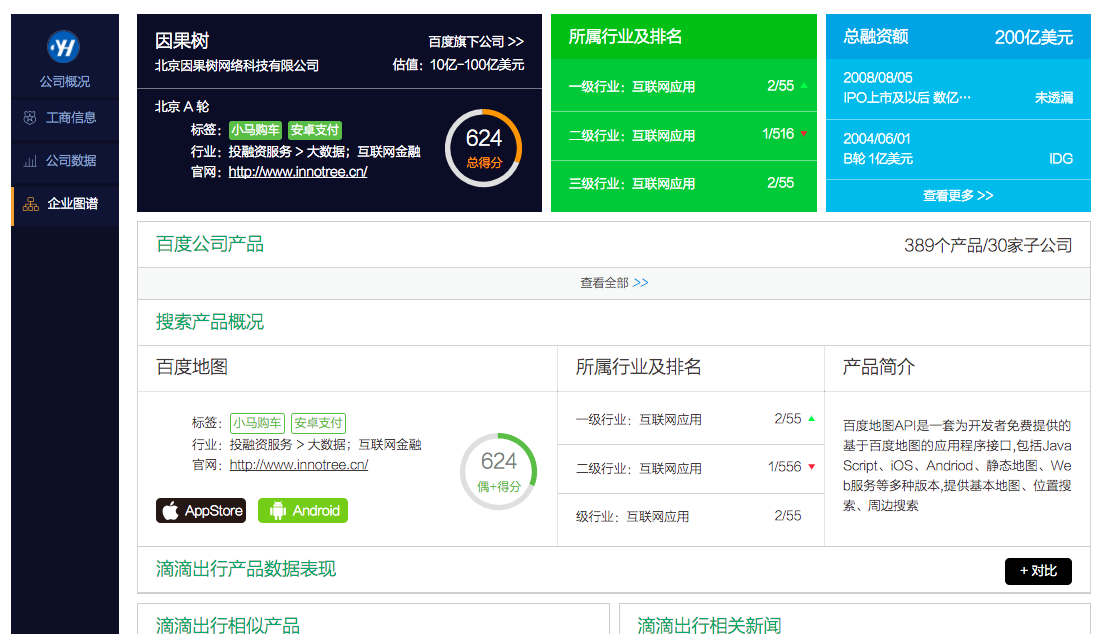 公司概况
工商信息
公司数据
企业图谱
因果树
百度旗下公司 >>
北京因果树网络科技有限公司
估值：10亿-100亿美元
北京 A 轮
标签：小马购车 安卓支付
行业：投融资服务 > 大数据；互联网金融
官网：http://www.innotree.cn/
624
总得分
所属行业及排名
一级行业：互联网应用 2/55
二级行业：互联网应用 1/516
三级行业：互联网应用 2/55
总融资额 200亿美元
2008/08/05
IPO上市及以后 数亿… 未透漏
2004/06/01
B轮 1亿美元 IDG
查看更多 >>
百度公司产品 389个产品/30家子公司
查看全部 >>
搜索产品概况
百度地图
标签：小马购车 安卓支付
行业：投融资服务 > 大数据；互联网金融
官网：http://www.innotree.cn/
624
偶+得分
AppStore
Android
所属行业及排名
一级行业：互联网应用 2/55
二级行业：互联网应用 1/556
级行业：互联网应用 2/55
产品简介
百度地图API是一套为开发者免费提供的
基于百度地图的应用程序接口,包括Java
Script、iOS、Andriod、静态地图、We
b服务等多种版本,提供基本地图、位置搜
索、周边搜索
滴滴出行产品数据表现
+ 对比
滴滴出行相似产品
滴滴出行相关新闻